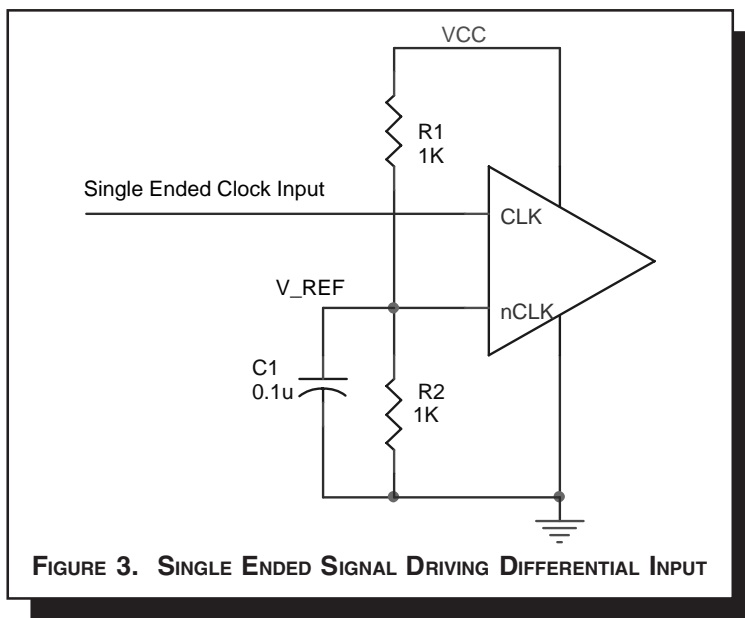 VCC
R1
1K
Single Ended Clock Input
CLK
V_REF
nCLK
C1
0.1u
R2
1K
FIGURE 3. SINGLE ENDED SIGNAL DRIVING DIFFERENTIAL INPUT